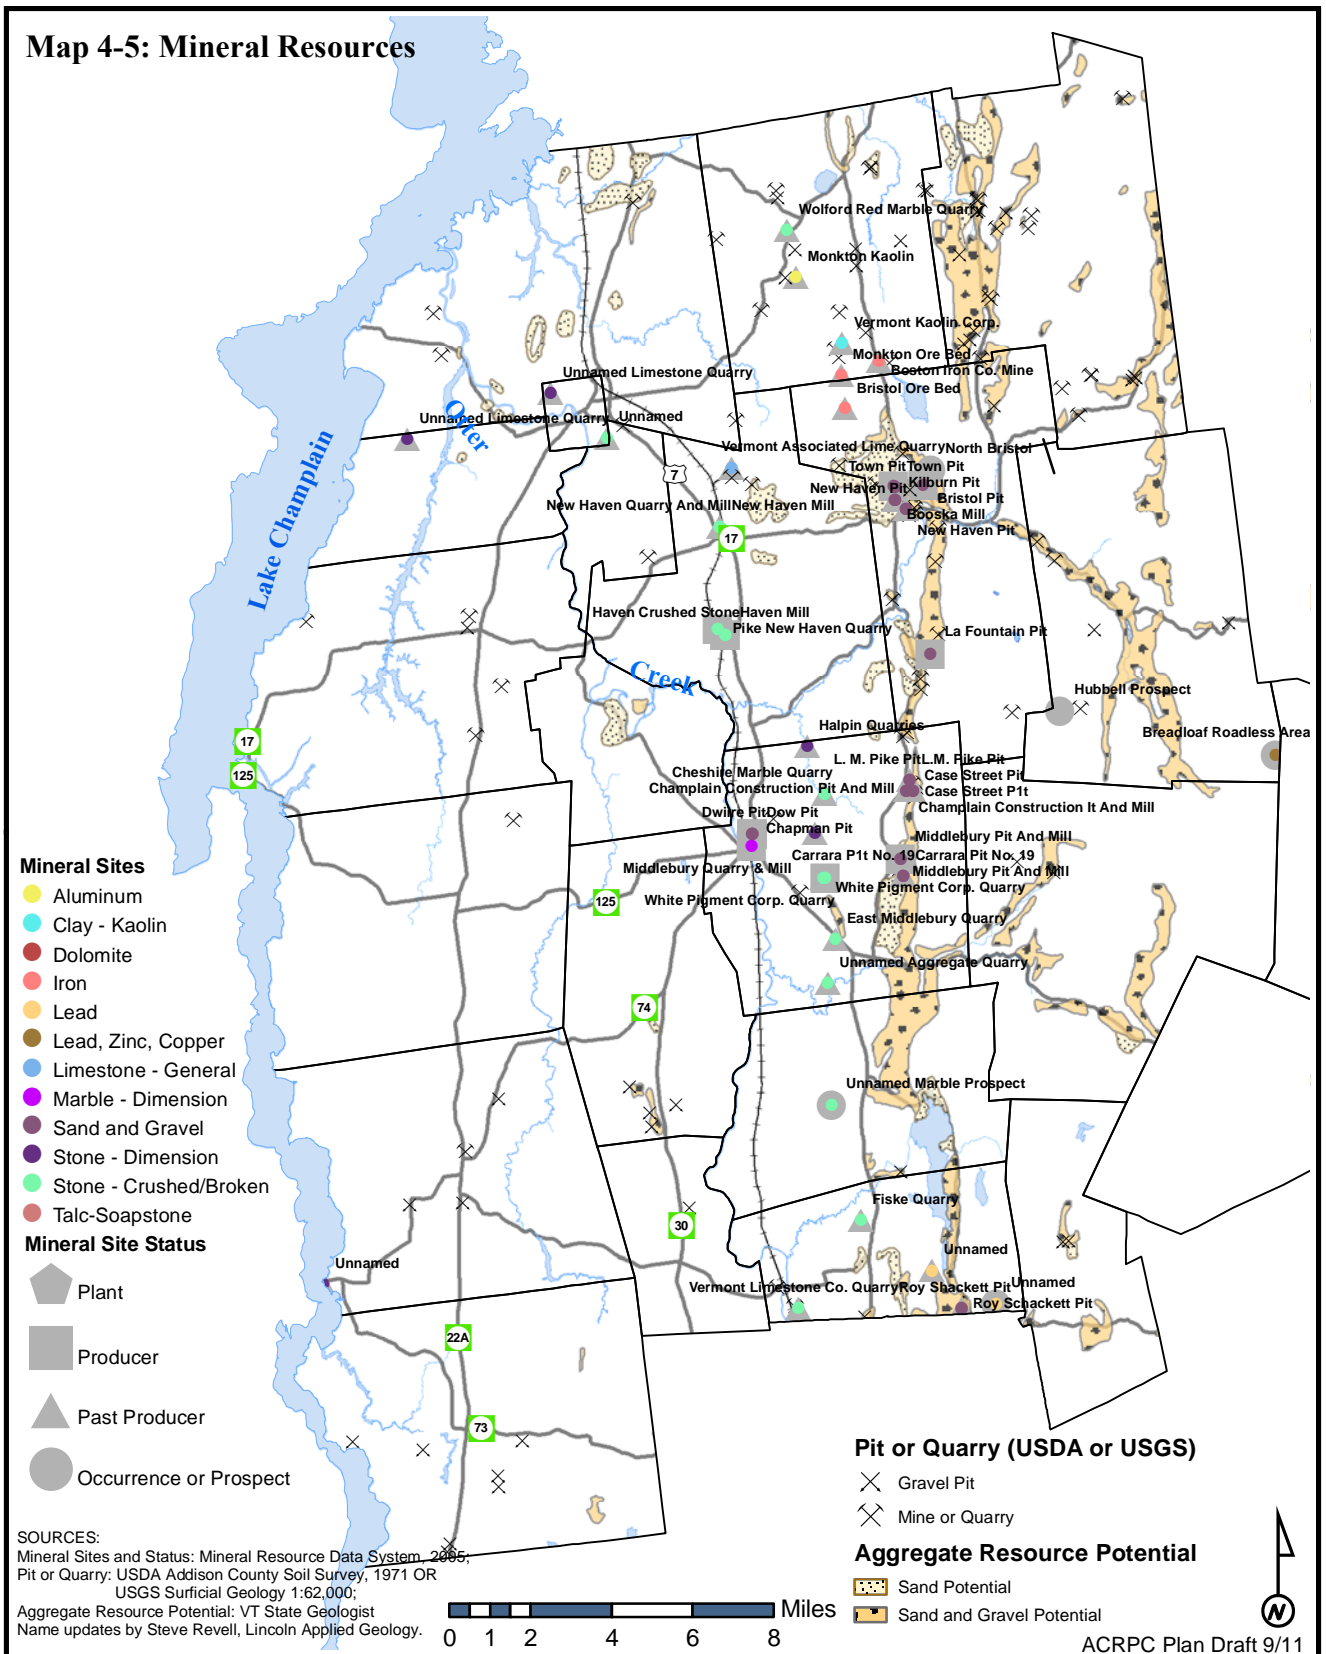 Map 4-5: Mineral Resources
Wolford Red Marble Quarry
Monkton Kaolin
Vermont Kaolin Corp.
Monkton Ore Bed
Boston Iron Co. Mine
Bristol Ore Bed
Unnamed Limestone Quarry
Unnamed Limestone Quarry
Unnamed
Otter
Lake Champlain
7
Vermont Associated Lime Quarry
North Bristol
Town Pit
Town Pit
Kilburn Pit
New Haven Pit
Bristol Pit
Booska Mill
New Haven Pit
New Haven Quarry And Mill
New Haven Mill
17
Haven Crushed Stone
Haven Mill
Pike New Haven Quarry
La Fountain Pit
Creek
Hubbell Prospect
Breadloaf Roadless Area
17
125
Halpin Quarries
L. M. Pike Pit
L.M. Pike Pit
Cheshire Marble Quarry
Case Street Pit
Champlain Construction Pit And Mill
Case Street P1t
Champlain Construction It And Mill
Dwire Pit
Dow Pit
Chapman Pit
Middlebury Pit And Mill
Carrara P1t No. 19
Carrara Pit No. 19
Middlebury Quarry & Mill
Middlebury Pit And Mill
White Pigment Corp. Quarry
White Pigment Corp. Quarry
125
East Middlebury Quarry
Unnamed Aggregate Quarry
74
Unnamed Marble Prospect
Fiske Quarry
30
Unnamed
Unnamed
Vermont Limestone Co. Quarry
Roy Shackett Pit
Unnamed
Roy Schackett Pit
22A
73
Mineral Sites
Aluminum
Clay - Kaolin
Dolomite
Iron
Lead
Lead, Zinc, Copper
Limestone - General
Marble - Dimension
Sand and Gravel
Stone - Dimension
Stone - Crushed/Broken
Talc-Soapstone
Mineral Site Status
Plant
Producer
Past Producer
Occurrence or Prospect
SOURCES:
Mineral Sites and Status: Mineral Resource Data System, 2005;
Pit or Quarry: USDA Addison County Soil Survey, 1971 OR
USGS Surficial Geology 1:62,000;
Aggregate Resource Potential: VT State Geologist
Name updates by Steve Revell, Lincoln Applied Geology.
Miles
0 1 2 4 6 8
Pit or Quarry (USDA or USGS)
Gravel Pit
Mine or Quarry
Aggregate Resource Potential
Sand Potential
Sand and Gravel Potential
N
ACRPC Plan Draft 9/11